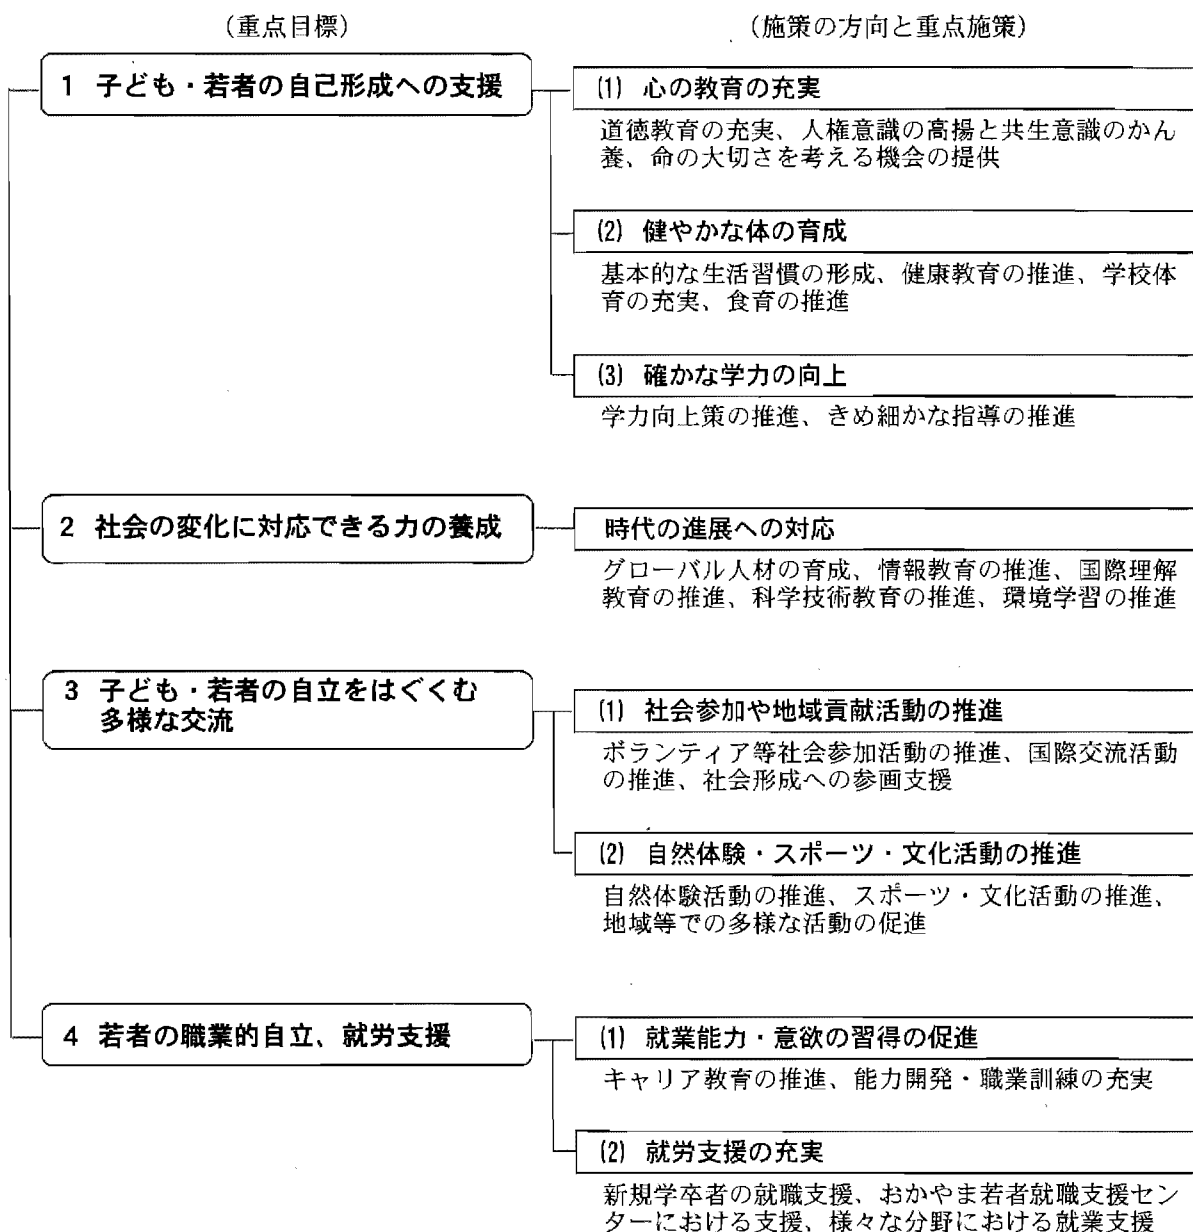 (重点目標)
(施策の方向と重点施策)
1 子ども・若者の自己形成への支援
(1) 心の教育の充実
道徳教育の充実、人権意識の高揚と共生意識のかん
養、命の大切さを考える機会の提供
(2) 健やかな体の育成
基本的な生活習慣の形成、健康教育の推進、学校体
育の充実、食育の推進
(3) 確かな学力の向上
学力向上策の推進、きめ細かな指導の推進
2 社会の変化に対応できる力の養成
時代の進展への対応
グローバル人材の育成、情報教育の推進、国際理解
教育の推進、科学技術教育の推進、環境学習の推進
3 子ども・若者の自立をはぐくむ
多様な交流
(1) 社会参加や地域貢献活動の推進
ボランティア等社会参加活動の推進、国際交流活動
の推進、社会形成への参画支援
(2) 自然体験・スポーツ・文化活動の推進
自然体験活動の推進、スポーツ・文化活動の推進、
地域等での多様な活動の促進
4 若者の職業的自立、就労支援
(1) 就業能力・意欲の習得の促進
キャリア教育の推進、能力開発・職業訓練の充実
(2) 就労支援の充実
新規学卒者の就職支援、おかやま若者就職支援セン
ターにおける支援、様々な分野における就業支援